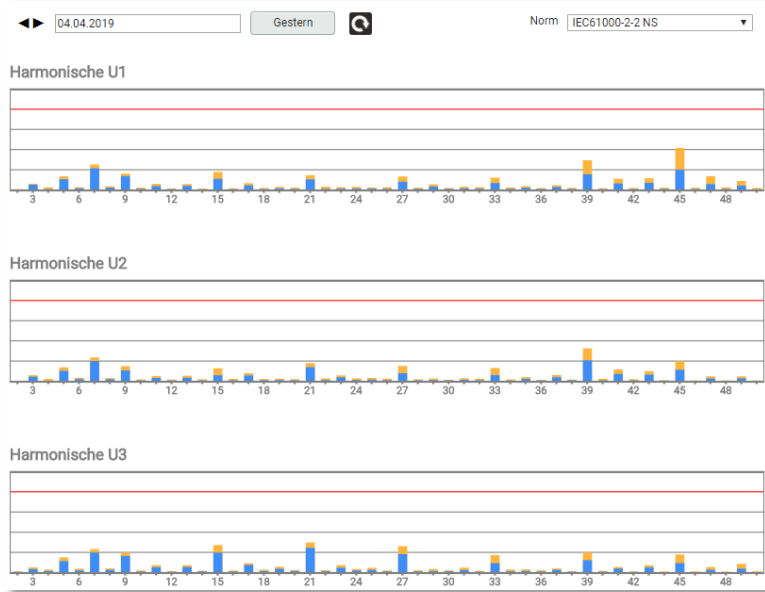 04.04.2019 Gestern Norm IEC61000-2-2 NS
Harmonische U1
3 6 9 12 15 18 21 24 27 30 33 36 39 42 45 48
Harmonische U2
3 6 9 12 15 18 21 24 27 30 33 36 39 42 45 48
Harmonische U3
3 6 9 12 15 18 21 24 27 30 33 36 39 42 45 48